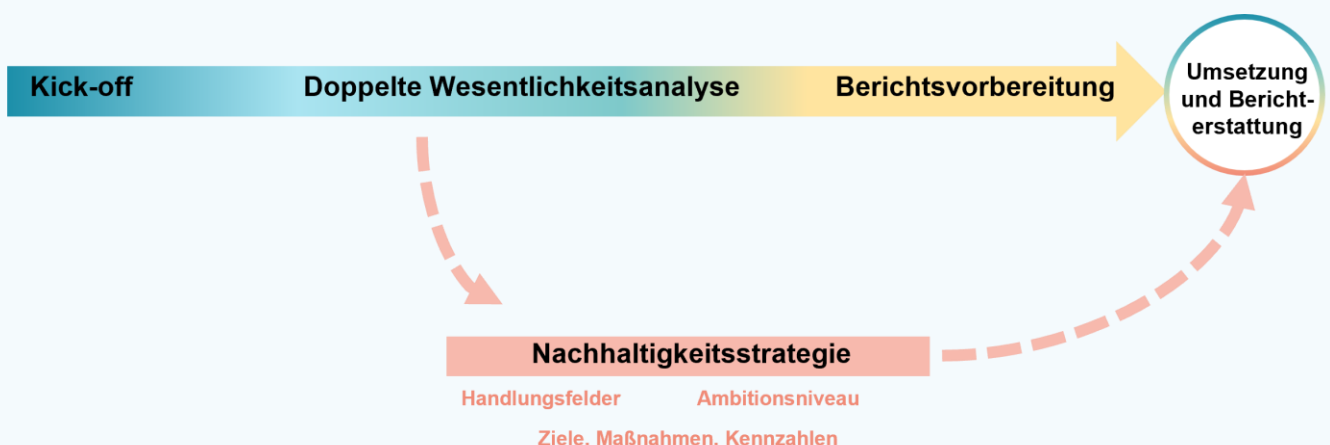 Kick-off
Doppelte Wesentlichkeitsanalyse
Berichtsvorbereitung
Umsetzung
und Bericht-
erstattung
Nachhaltigkeitsstrategie
Handlungsfelder
Ambitionsniveau
Ziele, Maßnahmen, Kennzahlen